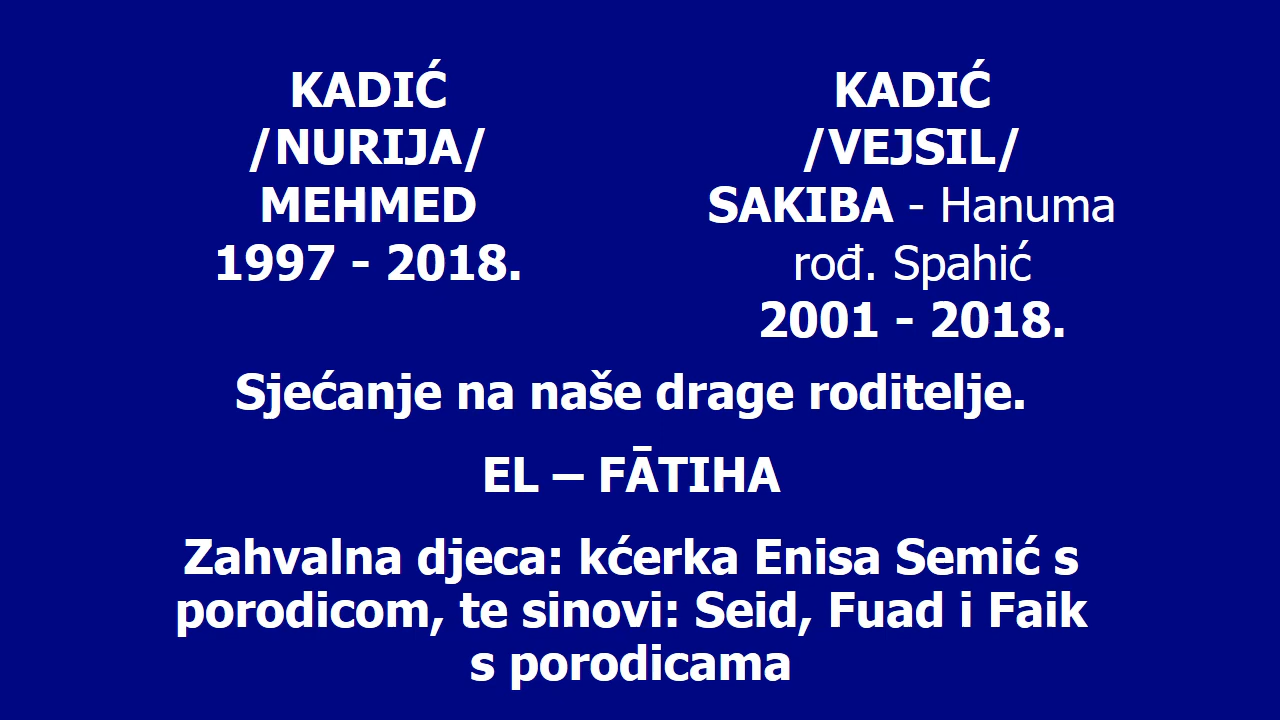 KADIĆ
/NURIJA/
MEHMED
1997 - 2018.
KADIĆ
/VEJSIL/
SAKIBA - Hanuma
rođ. Spahić
2001 - 2018.
Sjećanje na naše drage roditelje.
EL – FĀTIHA
Zahvalna djeca: kćerka Enisa Semić s
porodicom, te sinovi: Seid, Fuad i Faik
s porodicama